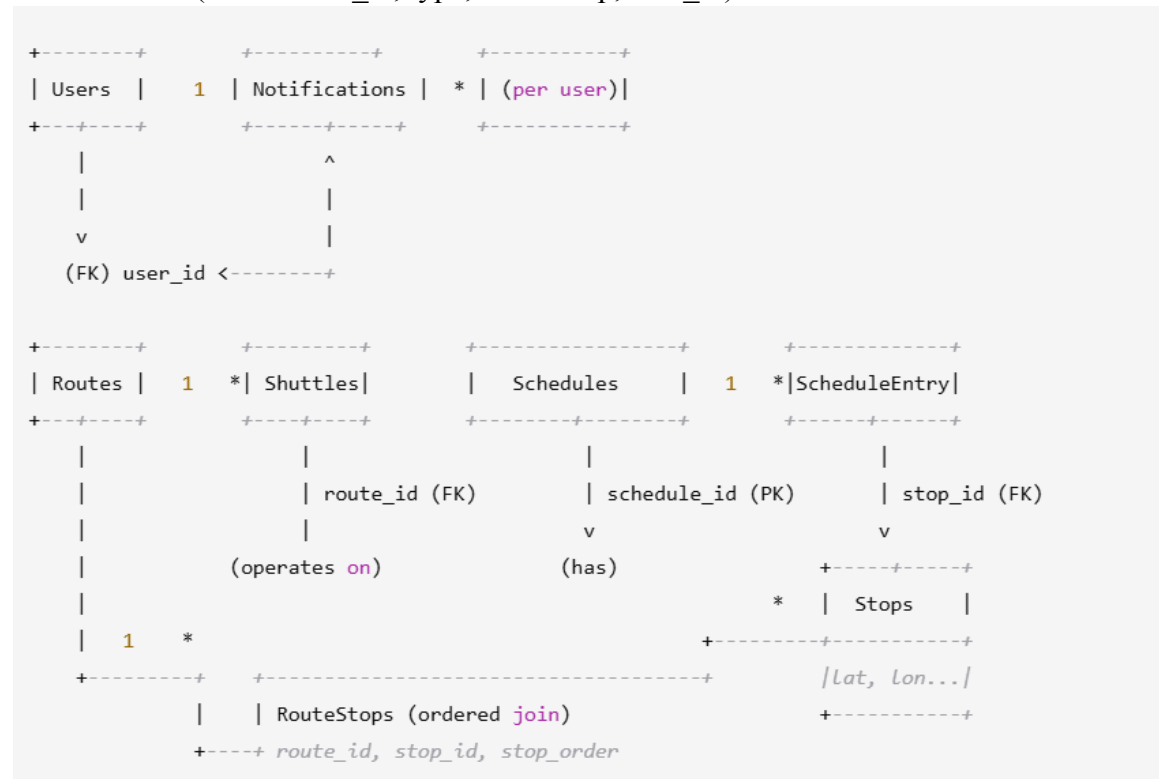 +--------+ +----------+ +-----------+
| Users | 1 | Notifications | * | (per user)|
+---+----+ +------+-----+ +-----------+
| ^
| |
v |
(FK) user_id <--------+
+--------+ +---------+ +-----------------+ +-------------+
| Routes | 1 *| Shuttles| | Schedules | 1 *|ScheduleEntry|
+---+----+ +----+----+ +--------+--------+ +------+------+
| | | |
| | route_id (FK) | schedule_id (PK) | stop_id (FK)
| | v v
| (operates on) (has) +-----+-----+
| * | Stops |
| 1 * +---------+-----------+
+---------+ +------------------------------------+ |lat, lon...|
| | RouteStops (ordered join) +-----------+
+----+ route_id, stop_id, stop_order